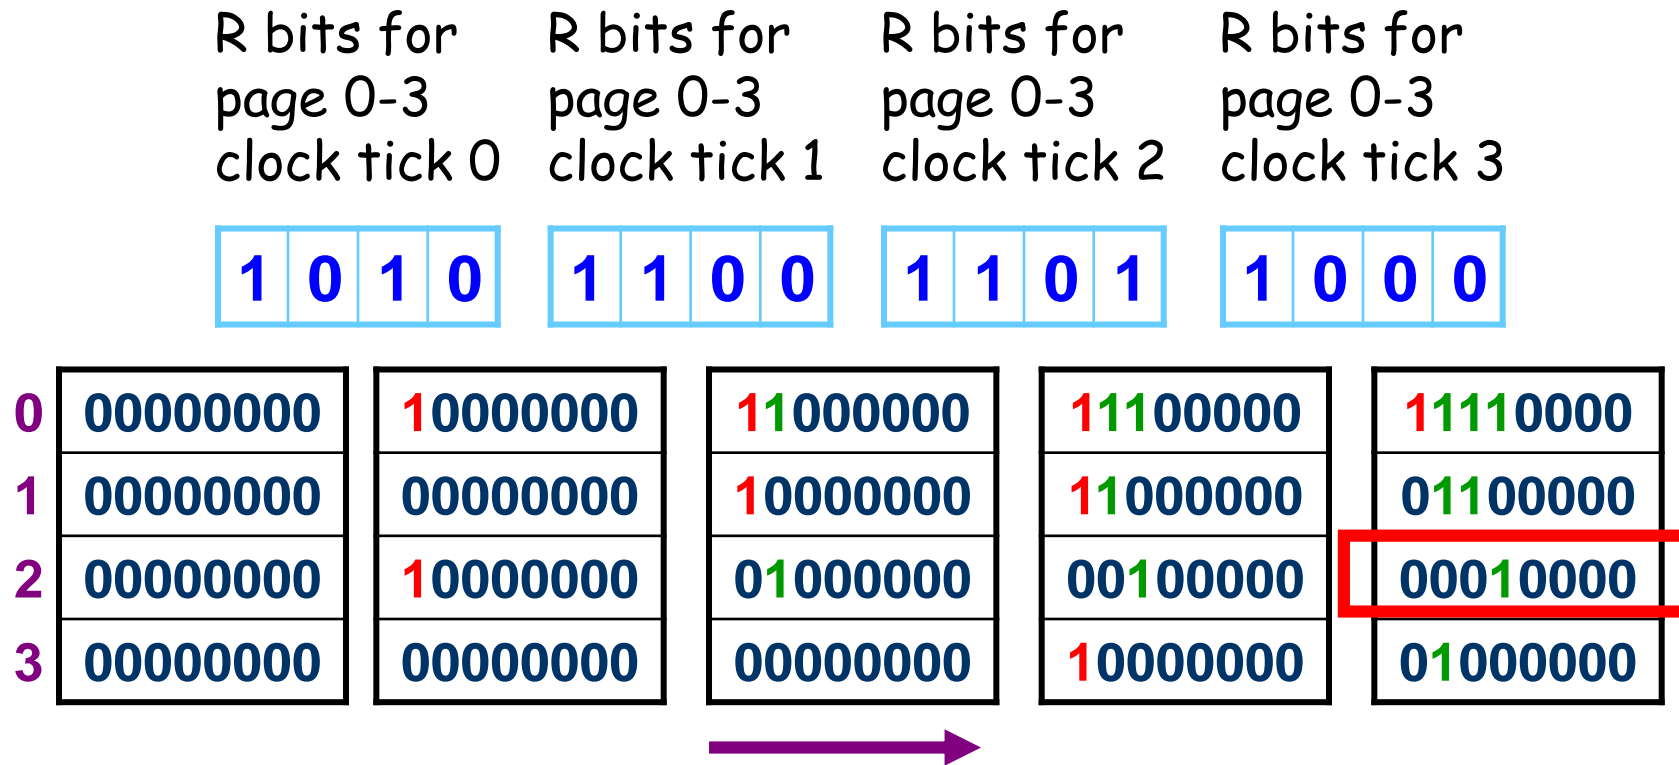 R bits for page 0-3 clock tick 0
R bits for page 0-3 clock tick 1
R bits for page 0-3 clock tick 2
R bits for page 0-3 clock tick 3
1 0 1 0
1 1 0 0
1 1 0 1
1 0 0 0
0 00000000 10000000 11000000 11100000 11110000
1 00000000 00000000 10000000 11000000 01100000
2 00000000 10000000 01000000 00100000 00010000
3 00000000 00000000 00000000 10000000 01000000